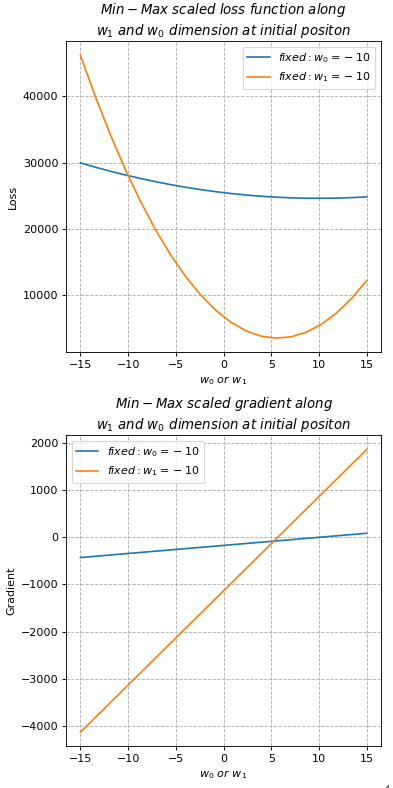 Min − Max scaled loss function along
w₁ and w₀ dimension at initial positon
fixed : w₀ = − 10
fixed : w₁ = − 10
40000
30000
20000
10000
Loss
−15 −10 −5 0 5 10 15
w₀ or w₁
Min − Max scaled gradient along
w₁ and w₀ dimension at initial positon
fixed : w₀ = − 10
fixed : w₁ = − 10
2000
1000
0
−1000
−2000
−3000
−4000
Gradient
−15 −10 −5 0 5 10 15
w₀ or w₁